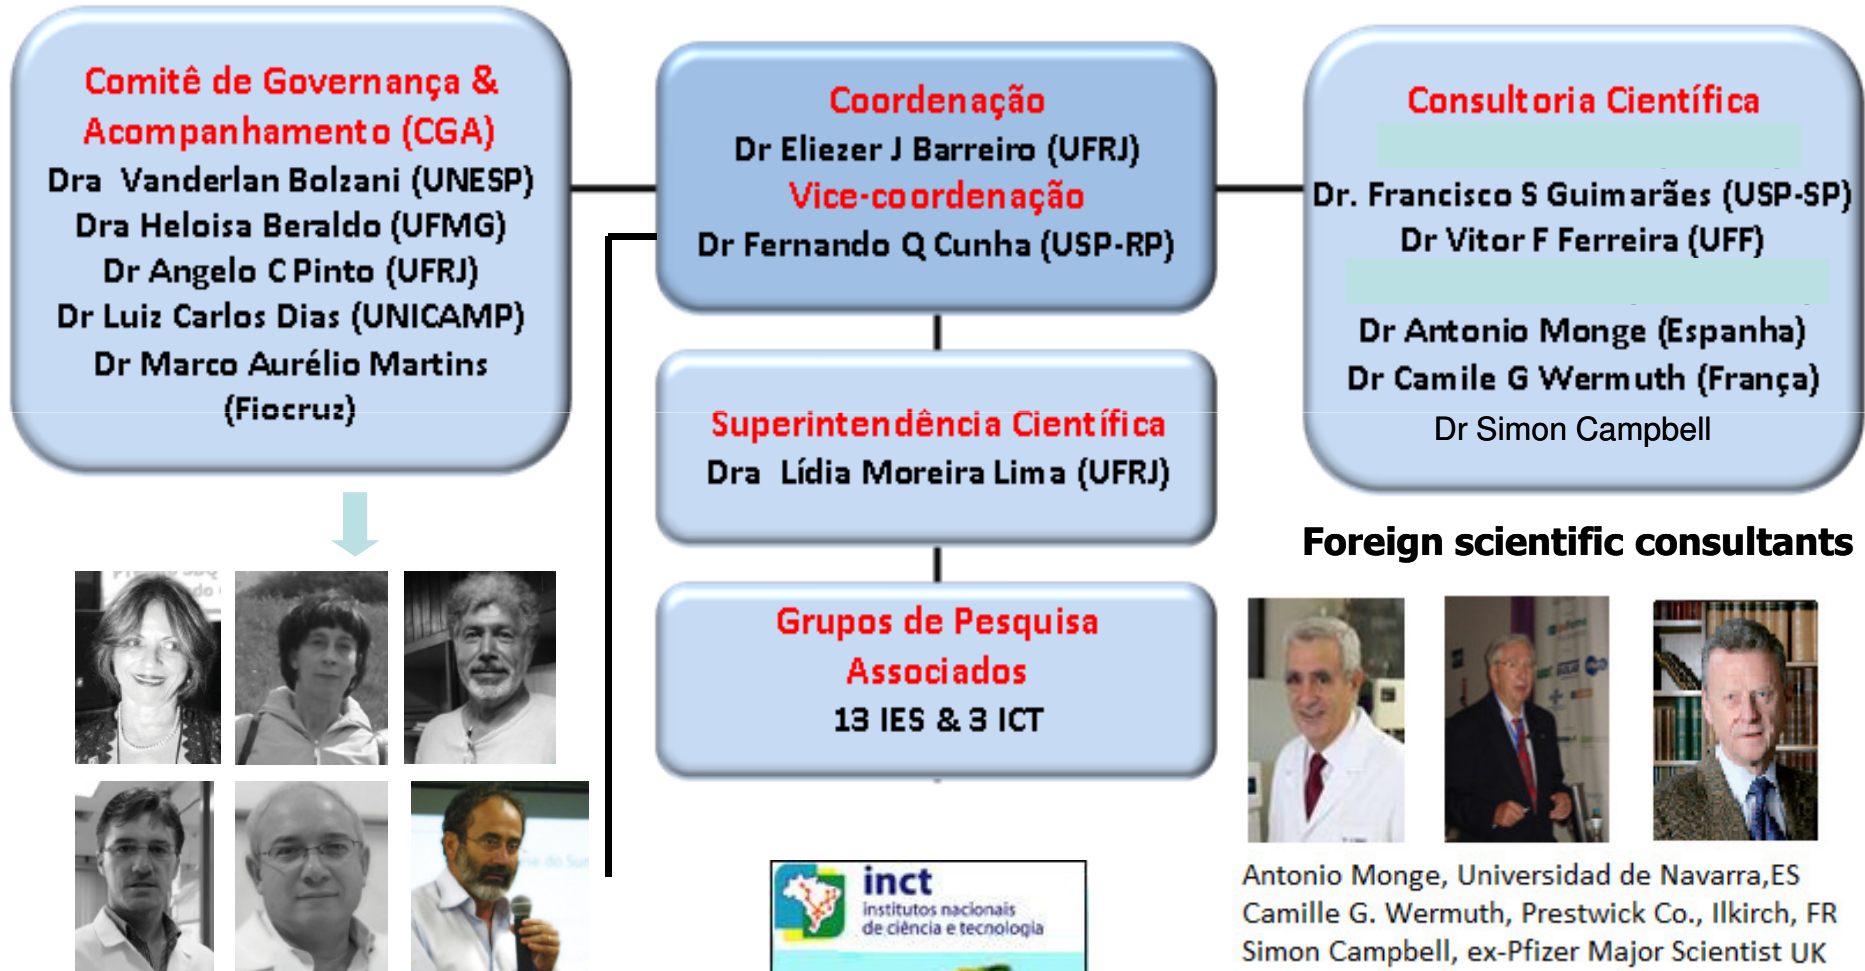 Comitê de Governança &
Acompanhamento (CGA)
Dra Vanderlan Bolzani (UNESP)
Dra Heloisa Beraldo (UFMG)
Dr Angelo C Pinto (UFRJ)
Dr Luiz Carlos Dias (UNICAMP)
Dr Marco Aurélio Martins
(Fiocruz)
Coordenação
Dr Eliezer J Barreiro (UFRJ)
Vice-coordenação
Dr Fernando Q Cunha (USP-RP)
Superintendência Científica
Dra Lídia Moreira Lima (UFRJ)
Grupos de Pesquisa
Associados
13 IES & 3 ICT
Consultoria Científica
Dr. Francisco S Guimarães (USP-SP)
Dr Vitor F Ferreira (UFF)
Dr Antonio Monge (Espanha)
Dr Camile G Wermuth (França)
Dr Simon Campbell
Foreign scientific consultants
Antonio Monge, Universidad de Navarra,ES
Camille G. Wermuth, Prestwick Co., Ilkirch, FR
Simon Campbell, ex-Pfizer Major Scientist UK
inct
institutos nacionais
de ciência e tecnologia